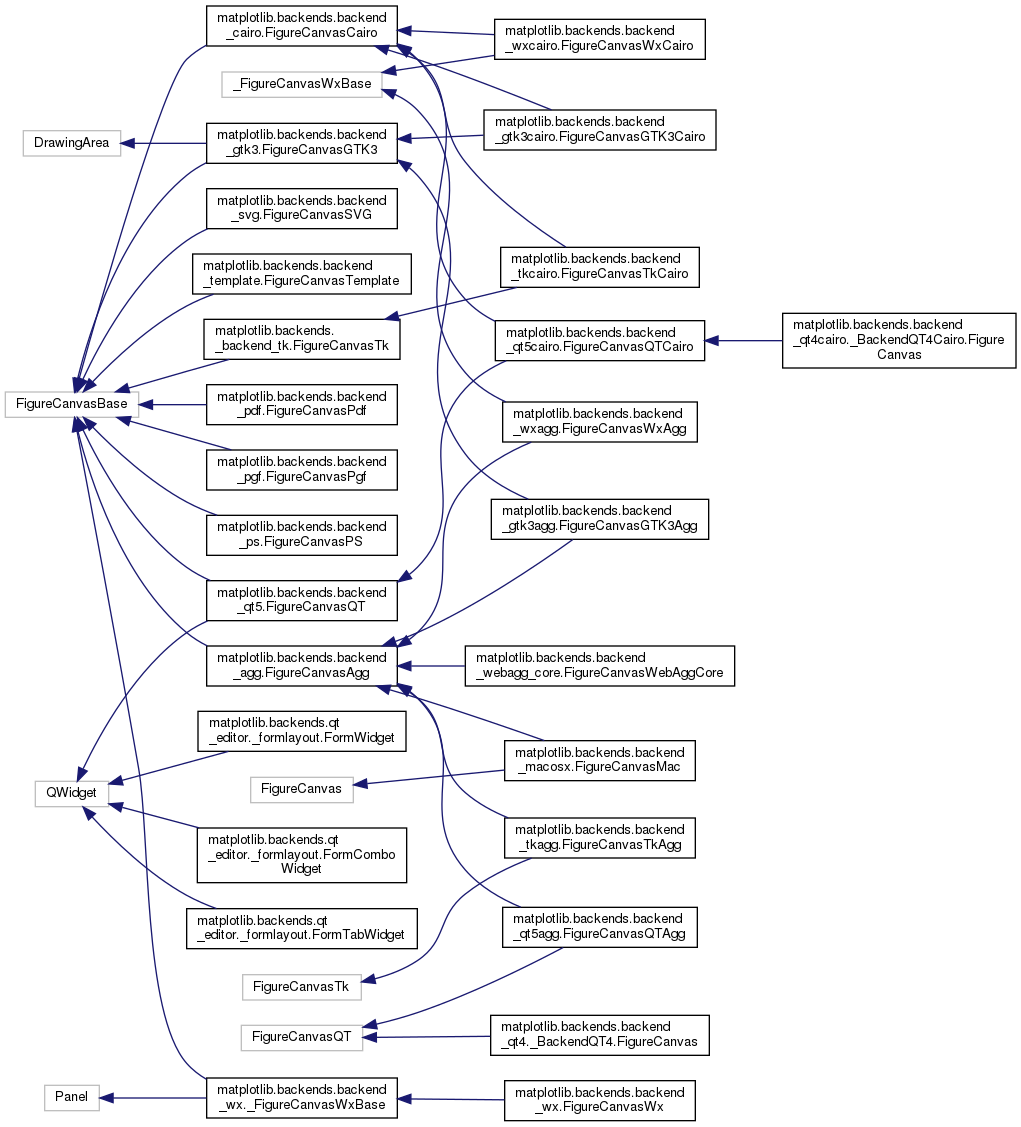 matplotlib.backends.backend
_cairo.FigureCanvasCairo
matplotlib.backends.backend
_wxcairo.FigureCanvasWxCairo
_FigureCanvasWxBase
matplotlib.backends.backend
_gtk3cairo.FigureCanvasGTK3Cairo
DrawingArea
matplotlib.backends.backend
_gtk3.FigureCanvasGTK3
matplotlib.backends.backend
_svg.FigureCanvasSVG
matplotlib.backends.backend
_template.FigureCanvasTemplate
matplotlib.backends.backend
_tkcairo.FigureCanvasTkCairo
matplotlib.backends.
_backend_tk.FigureCanvasTk
matplotlib.backends.backend
_qt5cairo.FigureCanvasQTCairo
matplotlib.backends.backend
_qt4cairo._BackendQT4Cairo.Figure
Canvas
FigureCanvasBase
matplotlib.backends.backend
_pdf.FigureCanvasPdf
matplotlib.backends.backend
_wxagg.FigureCanvasWxAgg
matplotlib.backends.backend
_pgf.FigureCanvasPgf
matplotlib.backends.backend
_gtk3agg.FigureCanvasGTK3Agg
matplotlib.backends.backend
_ps.FigureCanvasPS
matplotlib.backends.backend
_qt5.FigureCanvasQT
matplotlib.backends.backend
_agg.FigureCanvasAgg
matplotlib.backends.backend
_webagg_core.FigureCanvasWebAggCore
matplotlib.backends.qt
_editor._formlayout.FormWidget
matplotlib.backends.backend
_macosx.FigureCanvasMac
QWidget
FigureCanvas
matplotlib.backends.backend
_tkagg.FigureCanvasTkAgg
matplotlib.backends.qt
_editor._formlayout.FormCombo
Widget
matplotlib.backends.qt
_editor._formlayout.FormTabWidget
matplotlib.backends.backend
_qt5agg.FigureCanvasQTAgg
FigureCanvasTk
FigureCanvasQT
matplotlib.backends.backend
_qt4._BackendQT4.FigureCanvas
Panel
matplotlib.backends.backend
_wx._FigureCanvasWxBase
matplotlib.backends.backend
_wx.FigureCanvasWx